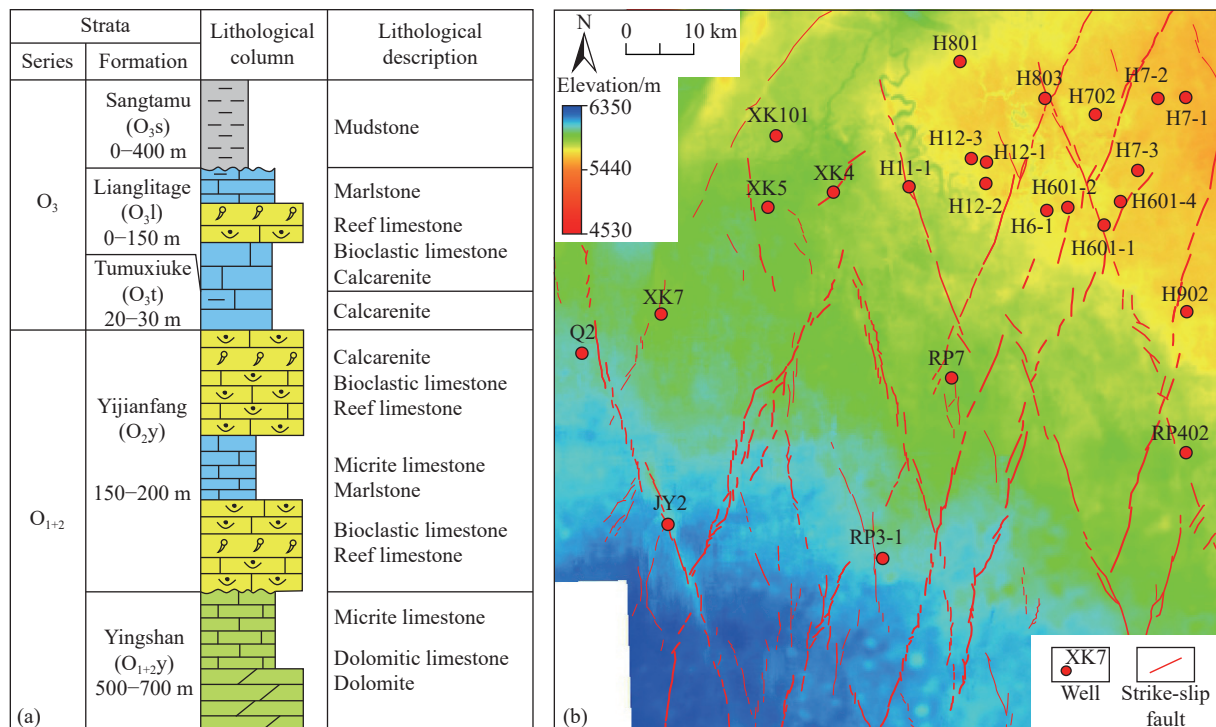 Strata
Lithological
column
Lithological
description
Series
Formation
O₃
Sangtamu
(O₃s)
0−400 m
Mudstone
Lianglitage
(O₃l)
0−150 m
Marlstone
Reef limestone
Bioclastic limestone
Calcarenite
Tumuxiuke
(O₃t)
20−30 m
Calcarenite
O₁₊₂
Yijianfang
(O₂y)
150−200 m
Calcarenite
Bioclastic limestone
Reef limestone
Micrite limestone
Marlstone
Bioclastic limestone
Reef limestone
Yingshan
(O₁₊₂y)
500−700 m
Micrite limestone
Dolomitic limestone
Dolomite
(a)
N
0 10 km
Elevation/m
6350
5440
4530
H801
H803
H7-2
H702
H7-1
XK101
H12-3
H12-1
H7-3
XK4
H11-1
XK5
H12-2
H601-2
H601-4
H6-1
H601-1
XK7
H902
Q2
RP7
RP402
JY2
RP3-1
XK7
Well
Strike-slip
fault
(b)